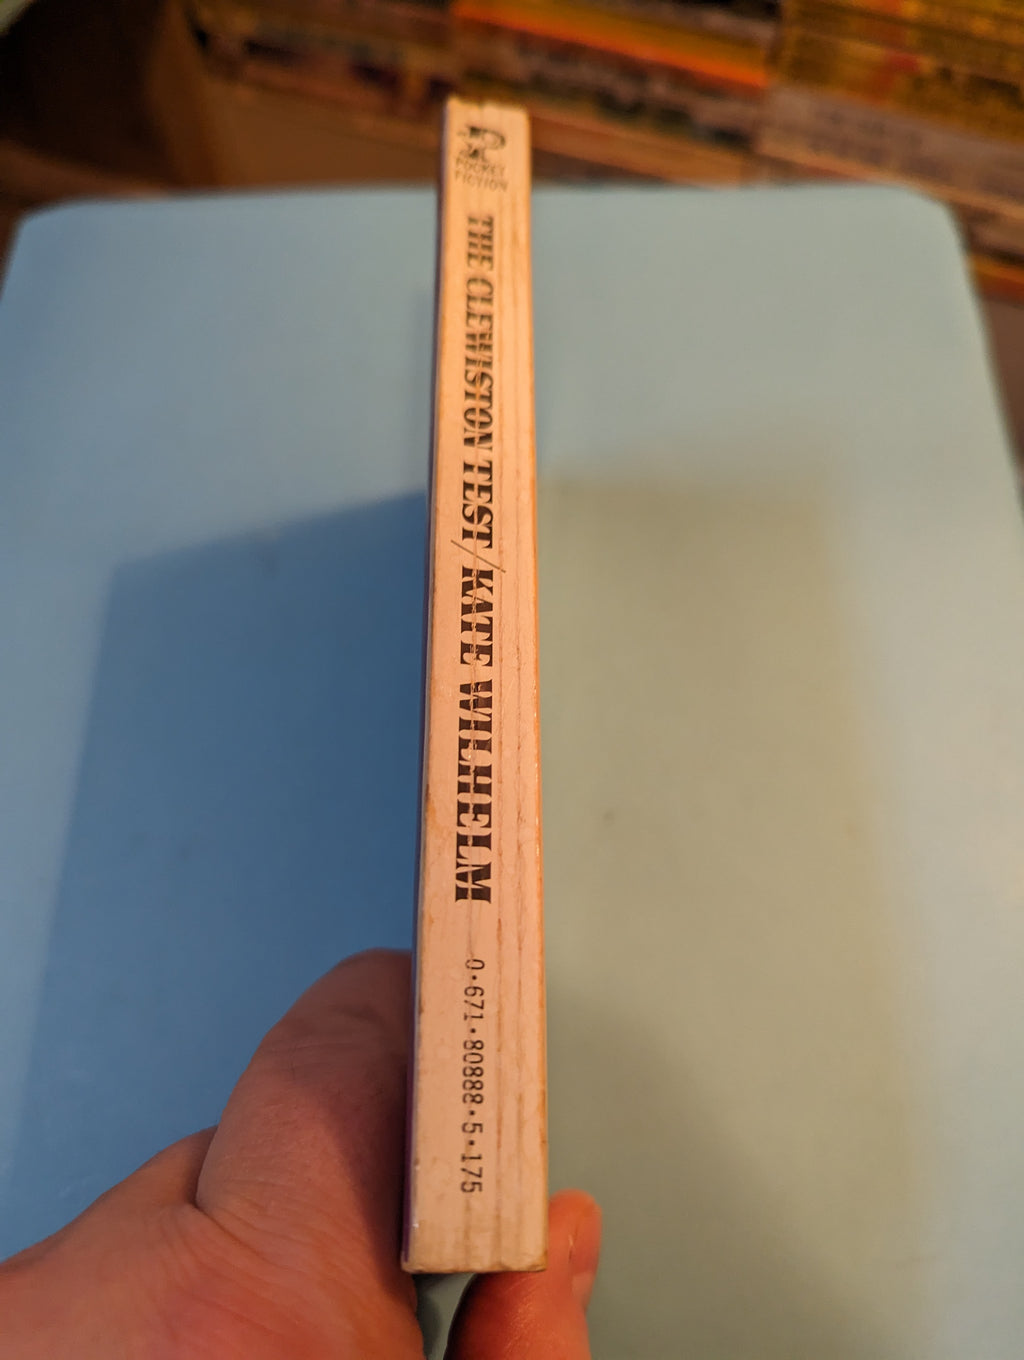 POCKET
FICTION
THE CLEWISTON TEST/KATE WILHELM
0•671•80888•5•175